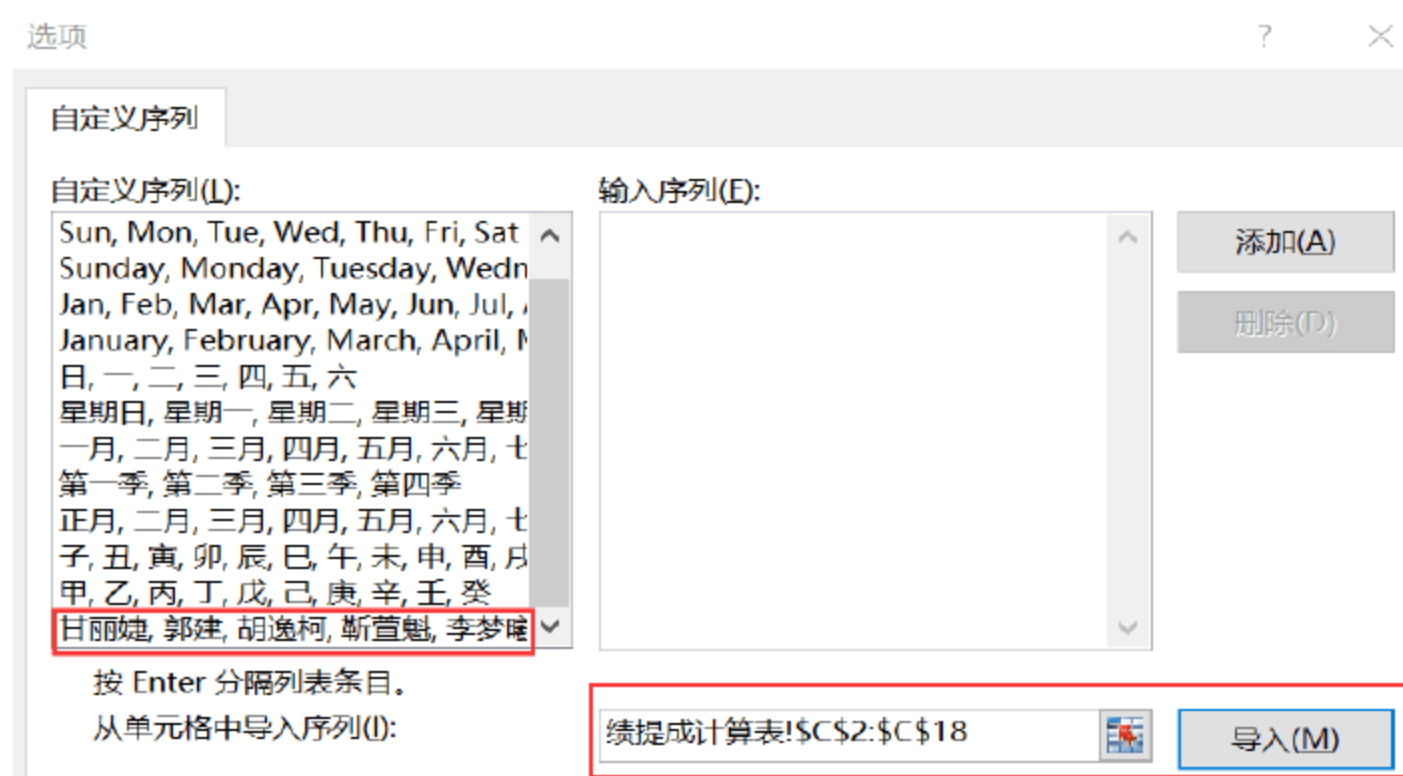 选项
自定义序列
自定义序列(L):
输入序列(E):
Sun, Mon, Tue, Wed, Thu, Fri, Sat
Sunday, Monday, Tuesday, Wedn
Jan, Feb, Mar, Apr, May, Jun, Jul,
January, February, March, April,
日, 一, 二, 三, 四, 五, 六
星期日, 星期一, 星期二, 星期三, 星期
一月, 二月, 三月, 四月, 五月, 六月, 七
第一季, 第二季, 第三季, 第四季
正月, 二月, 三月, 四月, 五月, 六月, 七
子, 丑, 寅, 卯, 辰, 巳, 午, 未, 申, 酉, 戌
甲, 乙, 丙, 丁, 戊, 己, 庚, 辛, 壬, 癸
甘丽婕, 郭建, 胡逸柯, 靳萱魁, 李梦
添加(A)
删除(D)
按 Enter 分隔列表条目。
从单元格中导入序列(I):
绩提成计算表!$C$2:$C$18
导入(M)